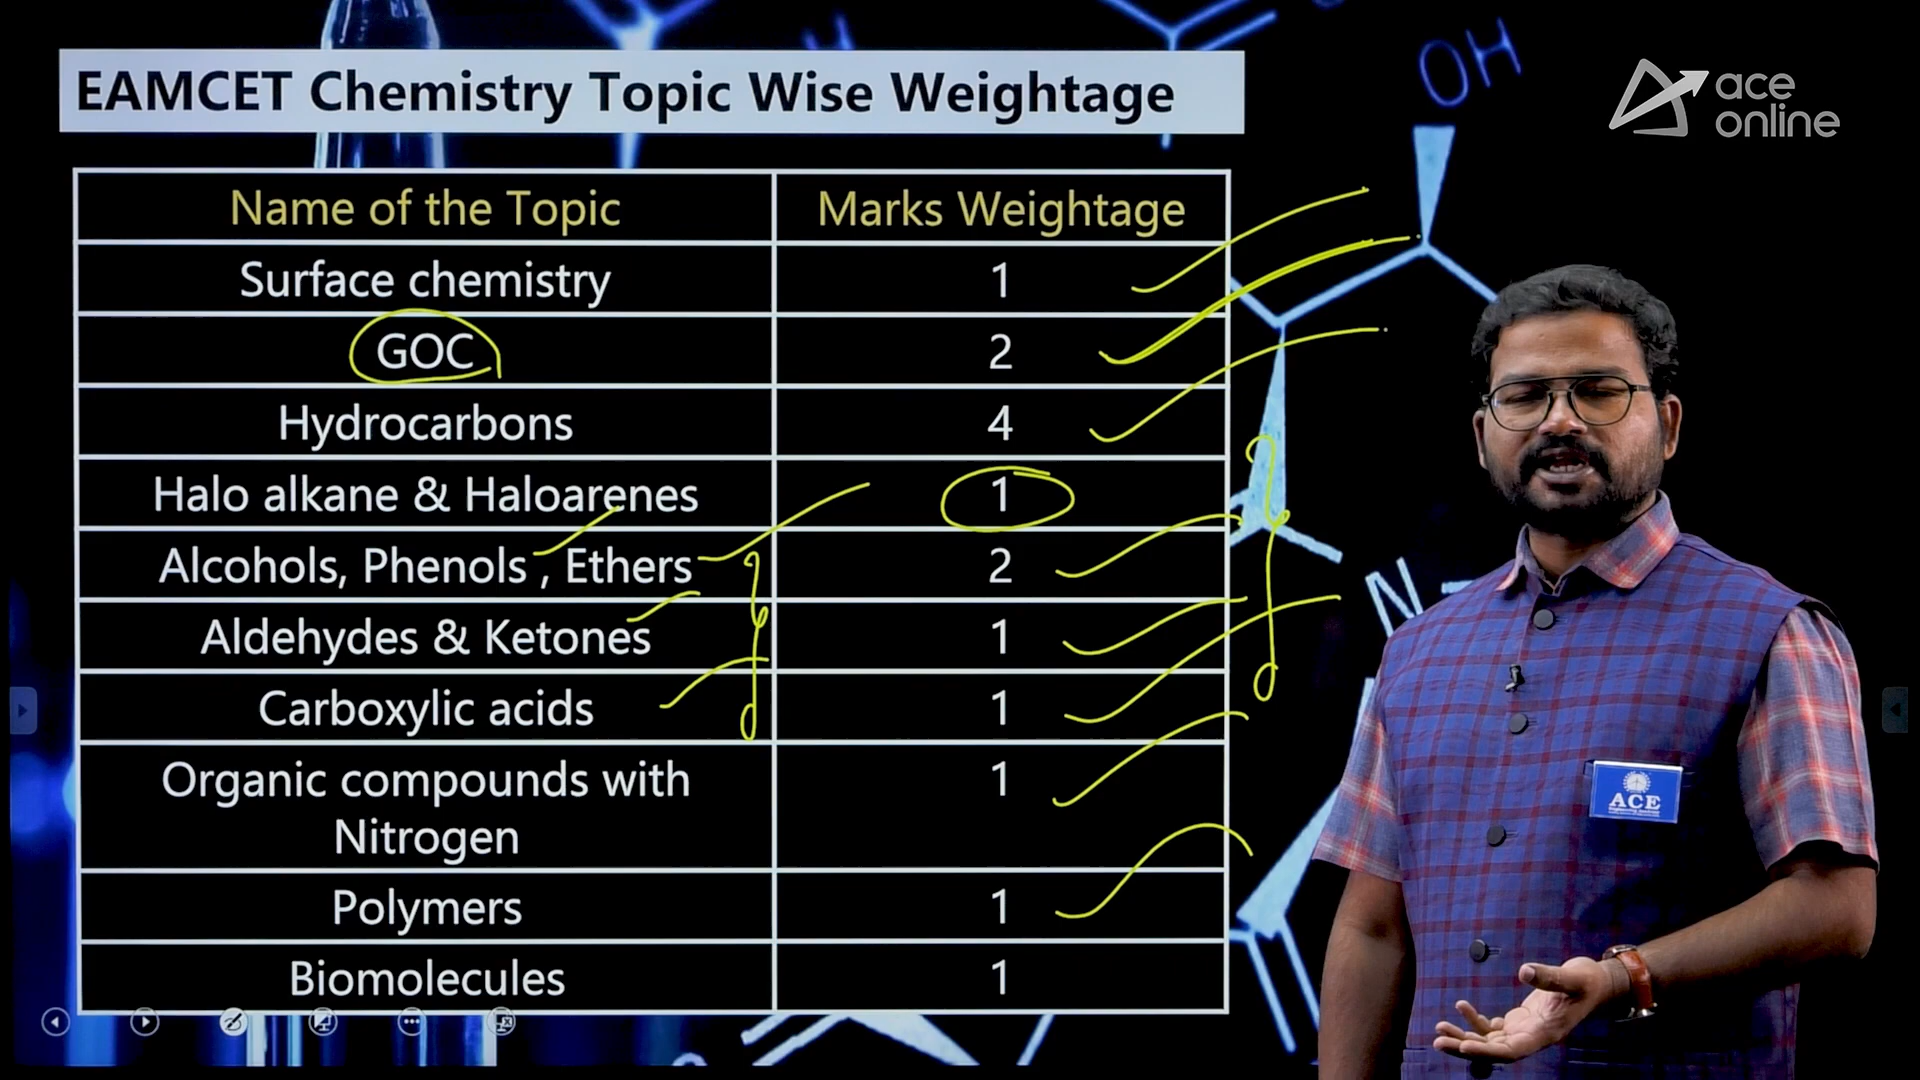 EAMCET Chemistry Topic Wise Weightage
OH
ace
online
Name of the Topic Marks Weightage
Surface chemistry 1
GOC 2
Hydrocarbons 4
Halo alkane & Haloarenes 1
Alcohols, Phenols , Ethers 2
Aldehydes & Ketones 1
Carboxylic acids 1
Organic compounds with 1
Nitrogen
Polymers 1
Biomolecules 1
N
ACE